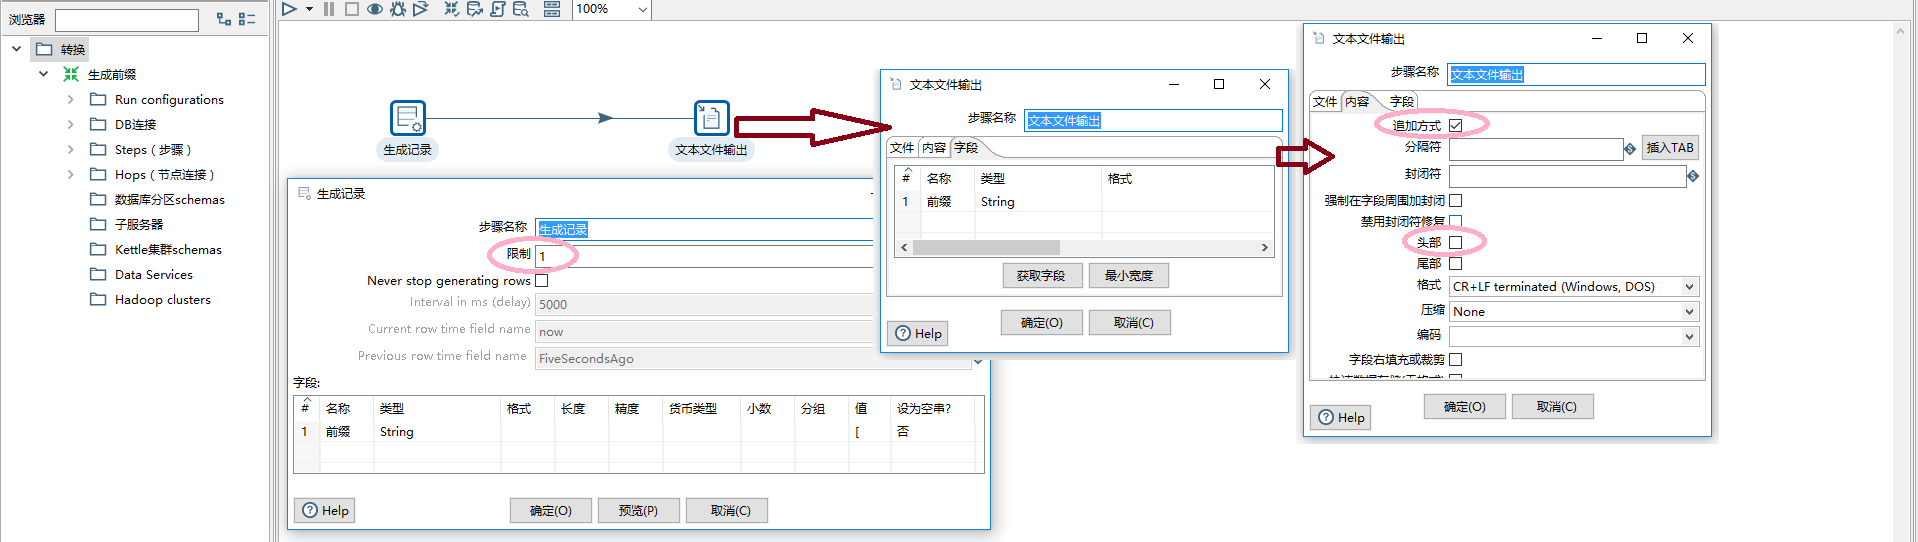 浏览器
100%
转换
生成前缀
Run configurations
DB连接
Steps（步骤）
Hops（节点连接）
数据库分区schemas
子服务器
Kettle集群schemas
Data Services
Hadoop clusters
生成记录
文本文件输出
生成记录
步骤名称 生成记录
限制 1
Never stop generating rows
Interval in ms (delay) 5000
Current row time field name now
Previous row time field name FiveSecondsAgo
字段:
# 名称 类型 格式 长度 精度 货币类型 小数 分组 值 设为空串?
1 前缀 String [ 否
Help 确定(O) 预览(P) 取消(C)
文本文件输出
步骤名称 文本文件输出
文件 内容 字段
# 名称 类型 格式
1 前缀 String
获取字段 最小宽度
确定(O) 取消(C)
Help
文本文件输出
步骤名称 文本文件输出
文件 内容 字段
追加方式
分隔符 插入TAB
封闭符
强制在字段周围加封闭
禁用封闭符修复
头部
尾部
格式 CR+LF terminated (Windows, DOS)
压缩 None
编码
字段右填充或裁剪
确定(O) 取消(C)
Help